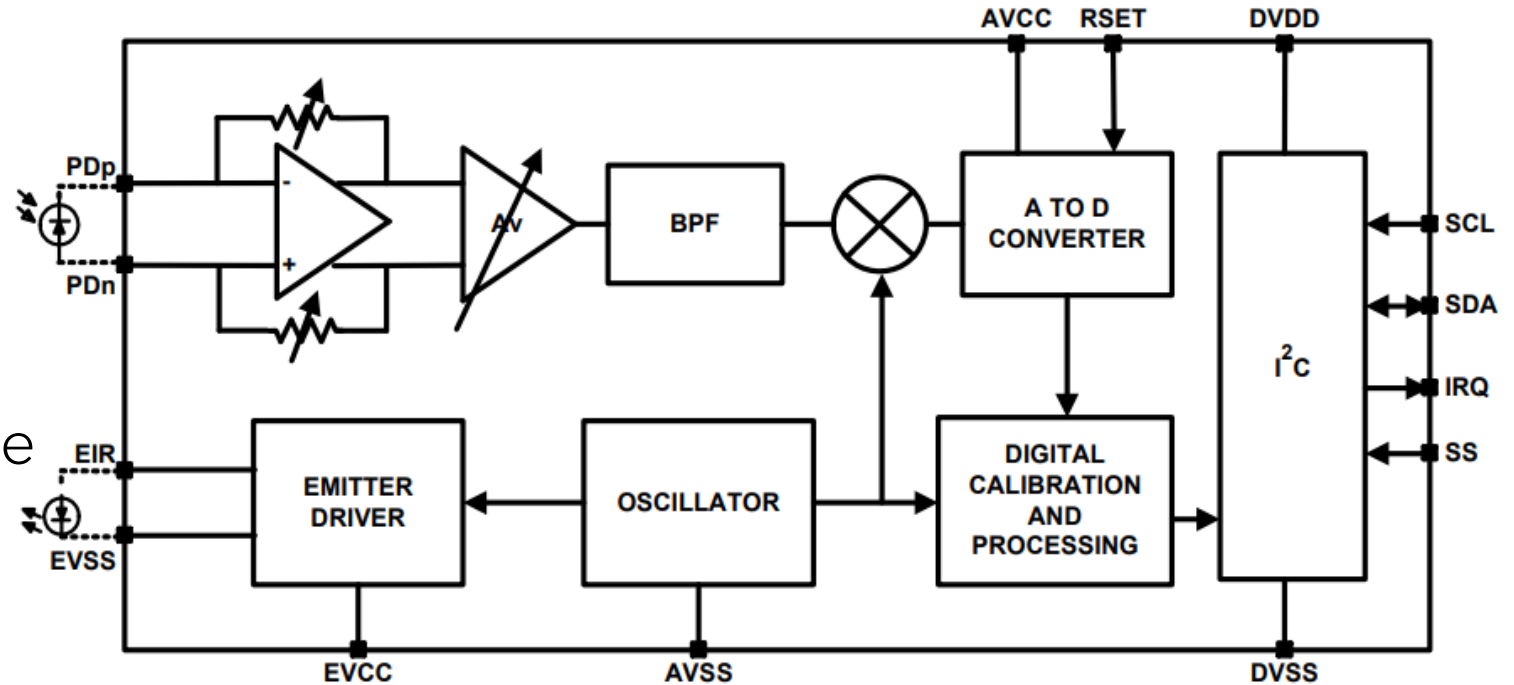 AVCC RSET DVDD
PDp
PDn
-
+
Av
BPF
A TO D
CONVERTER
I²C
SCL
SDA
IRQ
SS
e
EIR
EVSS
EMITTER
DRIVER
OSCILLATOR
DIGITAL
CALIBRATION
AND
PROCESSING
EVCC AVSS DVSS